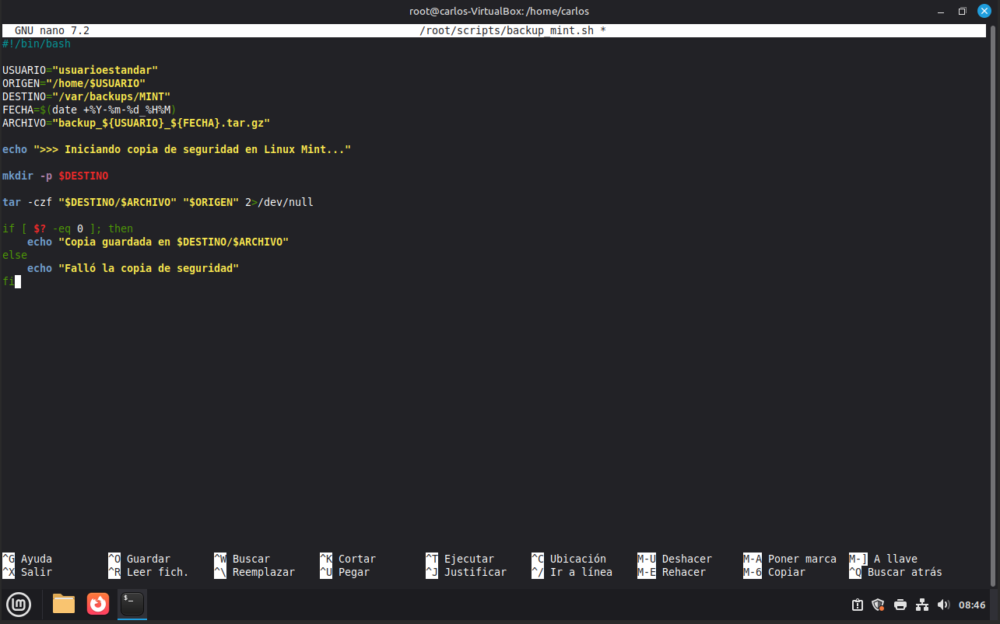 root@carlos-VirtualBox: /home/carlos
GNU nano 7.2 /root/scripts/backup_mint.sh *
#!/bin/bash
USUARIO="usuarioestandar"
ORIGEN="/home/$USUARIO"
DESTINO="/var/backups/MINT"
FECHA=$(date +%Y-%m-%d_%H%M)
ARCHIVO="backup_${USUARIO}_${FECHA}.tar.gz"
echo ">>> Iniciando copia de seguridad en Linux Mint..."
mkdir -p $DESTINO
tar -czf "$DESTINO/$ARCHIVO" "$ORIGEN" 2>/dev/null
if [ $? -eq 0 ]; then
    echo "Copia guardada en $DESTINO/$ARCHIVO"
else
    echo "Falló la copia de seguridad"
fi
^G Ayuda ^O Guardar ^W Buscar ^K Cortar ^T Ejecutar ^C Ubicación M-U Deshacer M-A Poner marca M-] A llave
^X Salir ^R Leer fich. ^\ Reemplazar ^U Pegar ^J Justificar ^/ Ir a línea M-E Rehacer M-6 Copiar ^Q Buscar atrás
$_ 08:46